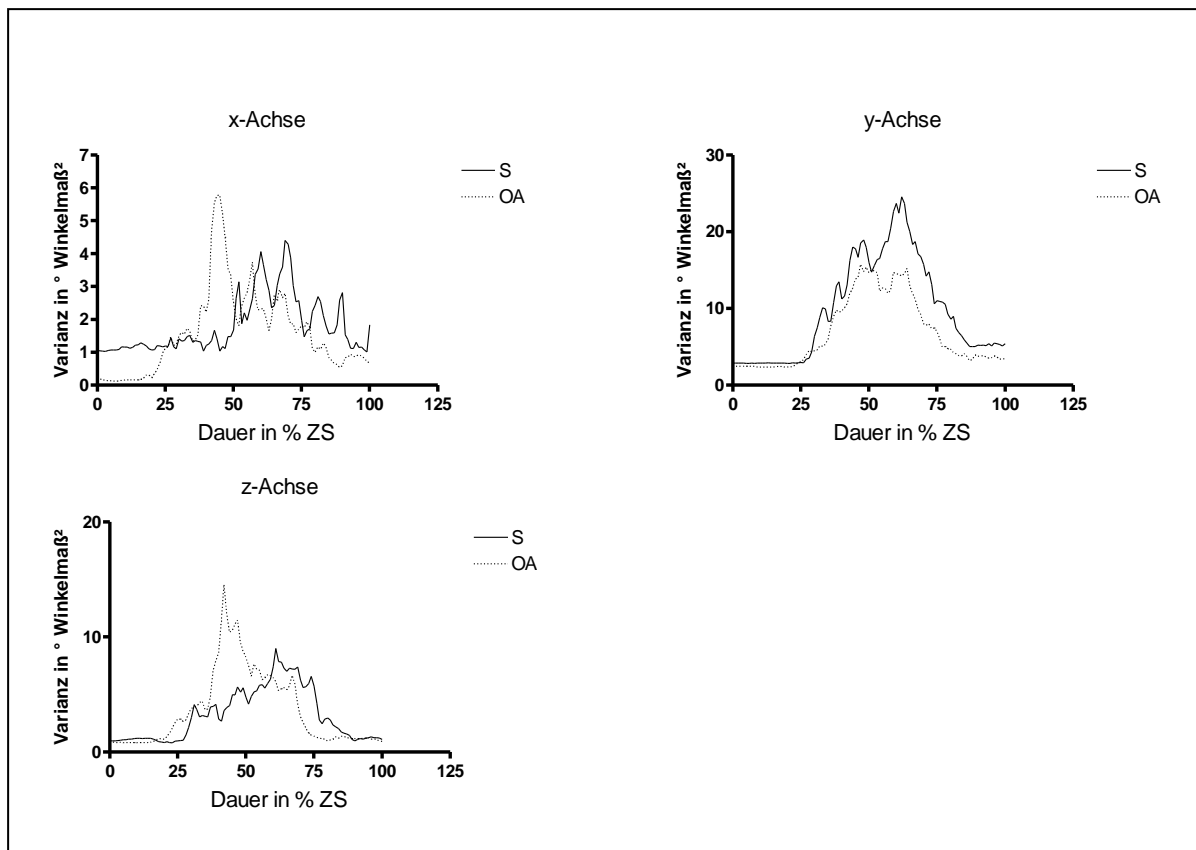 x-Achse
Varianz in ° Winkelmaß²
7
6
5
4
3
2
1
0
0 25 50 75 100 125
Dauer in % ZS
S
OA
y-Achse
Varianz in ° Winkelmaß²
30
20
10
0
0 25 50 75 100 125
Dauer in % ZS
S
OA
z-Achse
Varianz in ° Winkelmaß²
20
10
0
0 25 50 75 100 125
Dauer in % ZS
S
OA